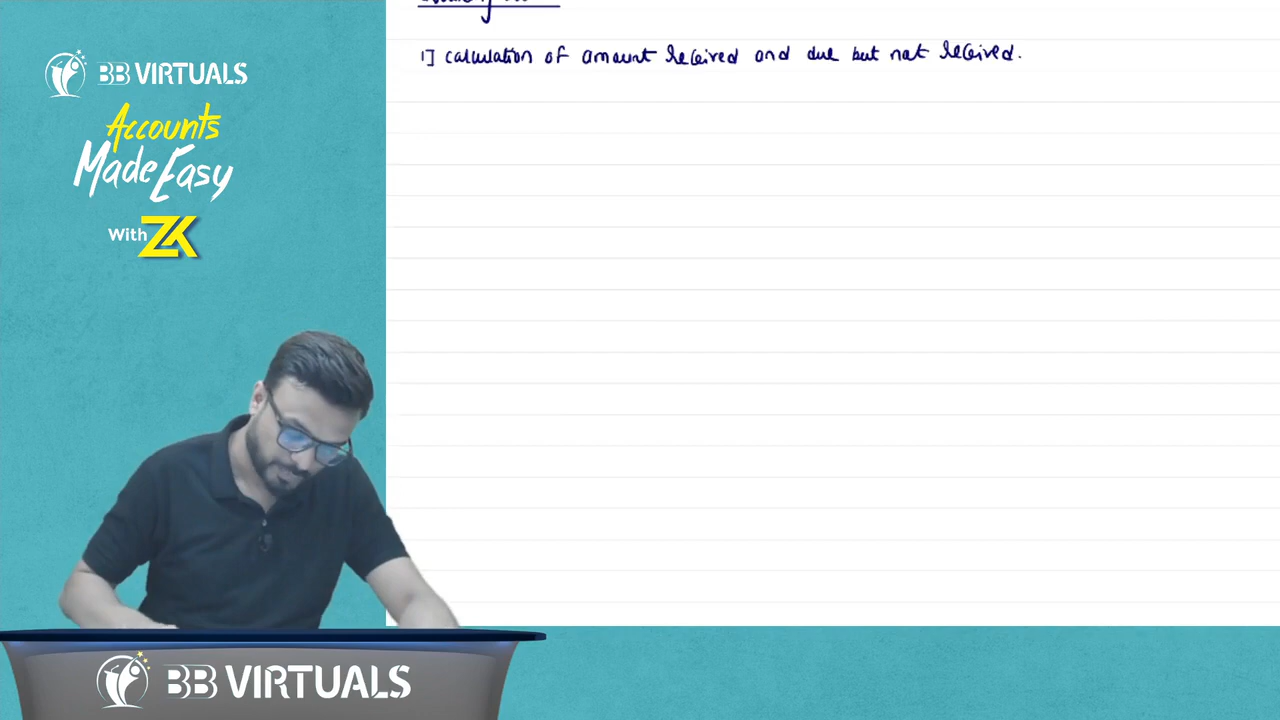 BB VIRTUALS
Accounts
Made Easy
With ZK
1] calculation of amount received and due but not received.
BB VIRTUALS